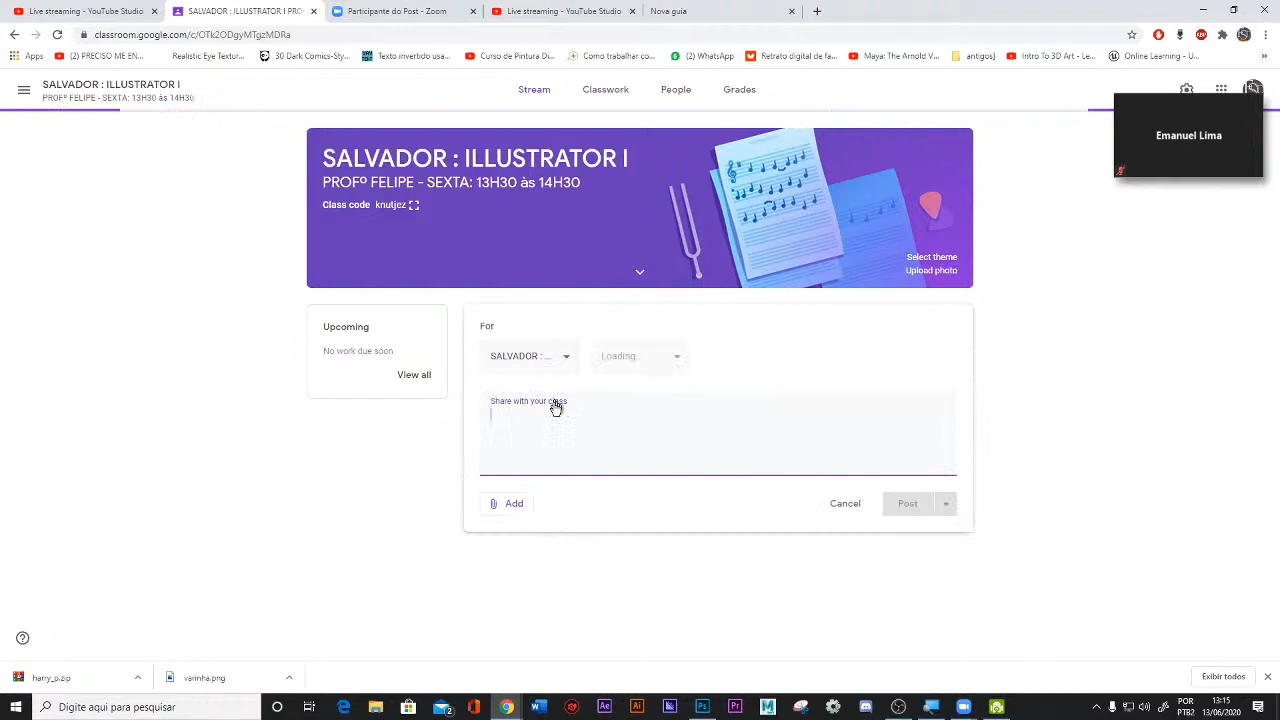 Live streaming - YouTube Studio
SALVADOR : ILLUSTRATOR I PRO
Participante do Post - Zoom
Live streaming - YouTube Studio
Nova guia
classroom.google.com/c/OTk2ODgyMTgzMDRa
Apps
(2) PRECISO ME EN...
Realistic Eye Textur...
30 Dark Comics-Sty...
Texto invertido usa...
Curso de Pintura Di...
Como trabalhar co...
(2) WhatsApp
Retrato digital de fa...
Maya: The Arnold V...
antigos]
Intro To 3D Art - Le...
Online Learning - U...
SALVADOR : ILLUSTRATOR I
PROFº FELIPE - SEXTA: 13H30 às 14H30
Stream
Classwork
People
Grades
Emanuel Lima
SALVADOR : ILLUSTRATOR I
PROFº FELIPE - SEXTA: 13H30 às 14H30
Class code knutjez
Select theme
Upload photo
Upcoming
No work due soon
View all
For
SALVADOR : ...
Loading...
Share with your class
Add
Cancel
Post
harry_p.zip
varinha.png
Exibir todos
Digite aqui para pesquisar
POR
PTB2
13:15
13/06/2020